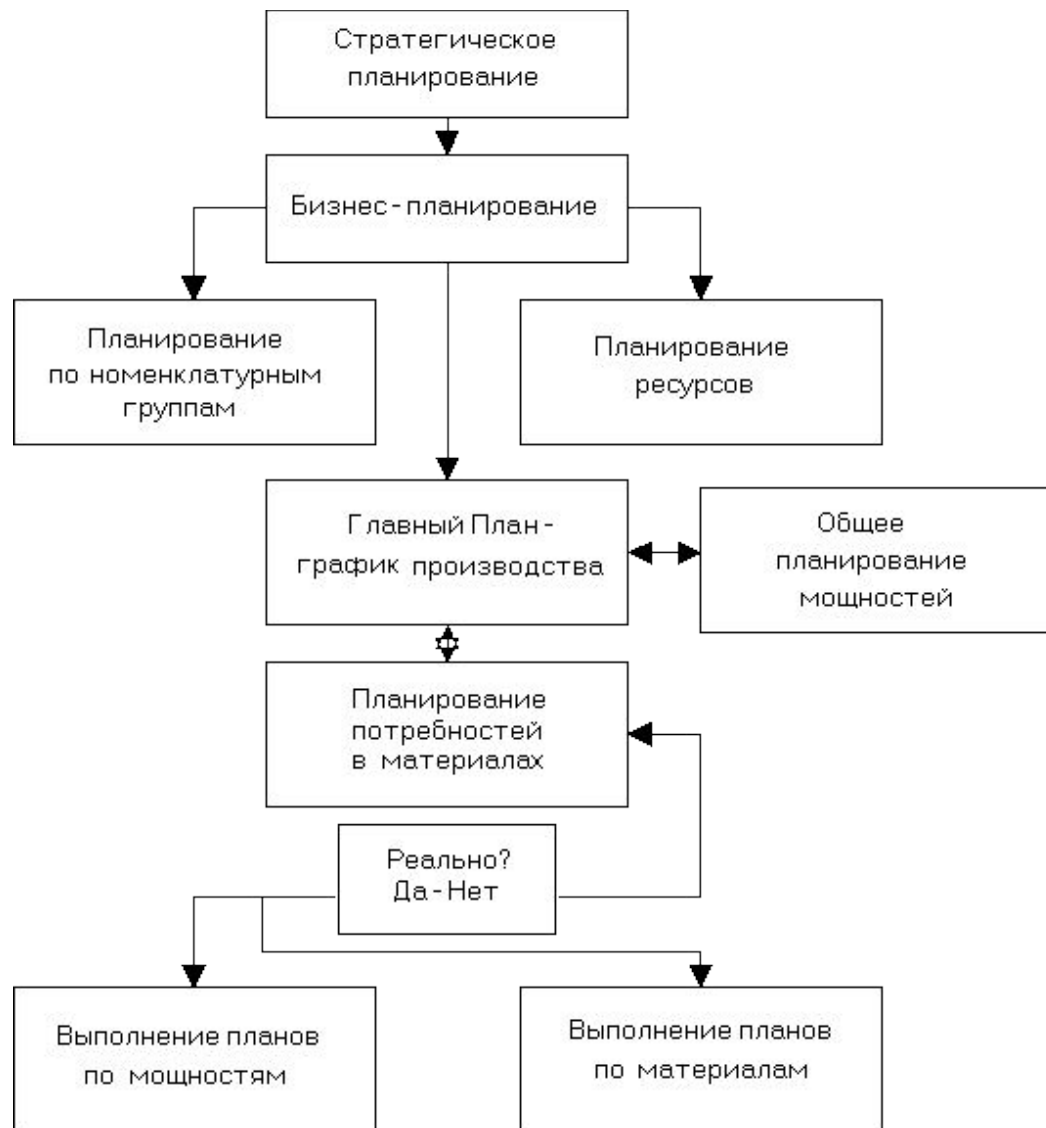 Стратегическое
планирование
Бизнес-планирование
Планирование
по номенклатурным
группам
Планирование
ресурсов
Главный План-
график производства
Общее
планирование
мощностей
Планирование
потребностей
в материалах
Реально?
Да-Нет
Выполнение планов
по мощностям
Выполнение планов
по материалам